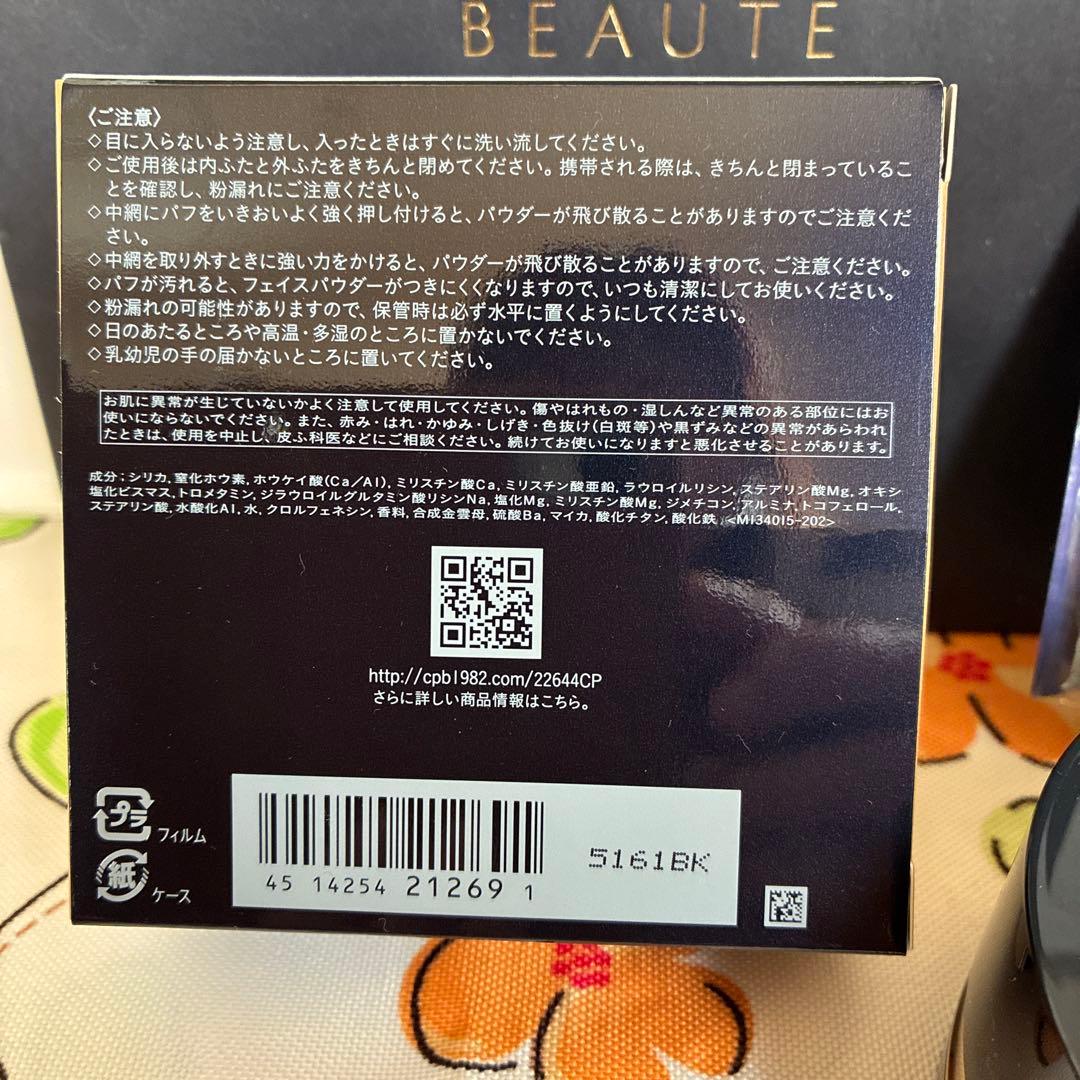 BEAUTÉ
〈ご注意〉
◇目に入らないよう注意し、入ったときはすぐに洗い流してください。
◇ご使用後は内ふたと外ふたをきちんと閉めてください。携帯される際は、きちんと閉まっているこ
とを確認し、粉漏れにご注意ください。
◇中網にパフをいきおいよく強く押し付けると、パウダーが飛び散ることがありますのでご注意くだ
さい。
◇中網を取り外すときに強い力をかけると、パウダーが飛び散ることがありますので、ご注意ください。
◇パフが汚れると、フェイスパウダーがつきにくくなりますので、いつも清潔にしてお使いください。
◇粉漏れの可能性がありますので、保管時は必ず水平に置くようにしてください。
◇日のあたるところや高温・多湿のところに置かないでください。
◇乳幼児の手の届かないところに置いてください。
お肌に異常が生じていないかよく注意して使用してください。傷やはれもの・湿しんなど異常のある部位にはお
使いにならないでください。また、赤み・はれ・かゆみ・しげき・色抜け(白斑等)や黒ずみなどの異常があらわれ
たときは、使用を中止し、皮ふ科医などにご相談ください。続けてお使いになりますと悪化させることがあります。
成分：シリカ,窒化ホウ素,ホウケイ酸(Ca/Al),ミリスチン酸Ca,ミリスチン酸亜鉛,ラウロイルリシン,ステアリン酸Mg,オキシ
塩化ビスマス,トロメタミン,ジラウロイルグルタミン酸リシンNa,塩化Mg,ミリスチン酸Mg,ジメチコン,アルミナ,トコフェロール,
ステアリン酸,水酸化Al,水,クロルフェネシン,香料,合成金雲母,硫酸Ba,マイカ,酸化チタン,酸化鉄 <M134015-202>
http://cpb1982.com/22644CP
さらに詳しい商品情報はこちら。
プラ フィルム
紙 ケース
45 14254 21269 1
5161BK